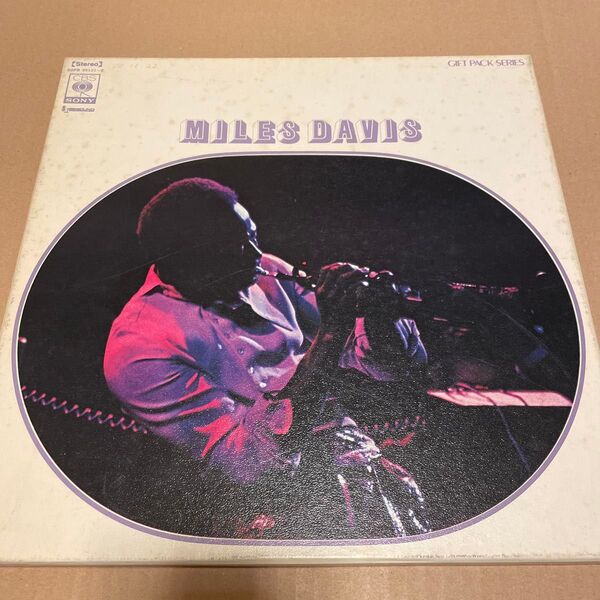 [Stereo]
GIFT PACK SERIES
CBS
SONY
MILES DAVIS